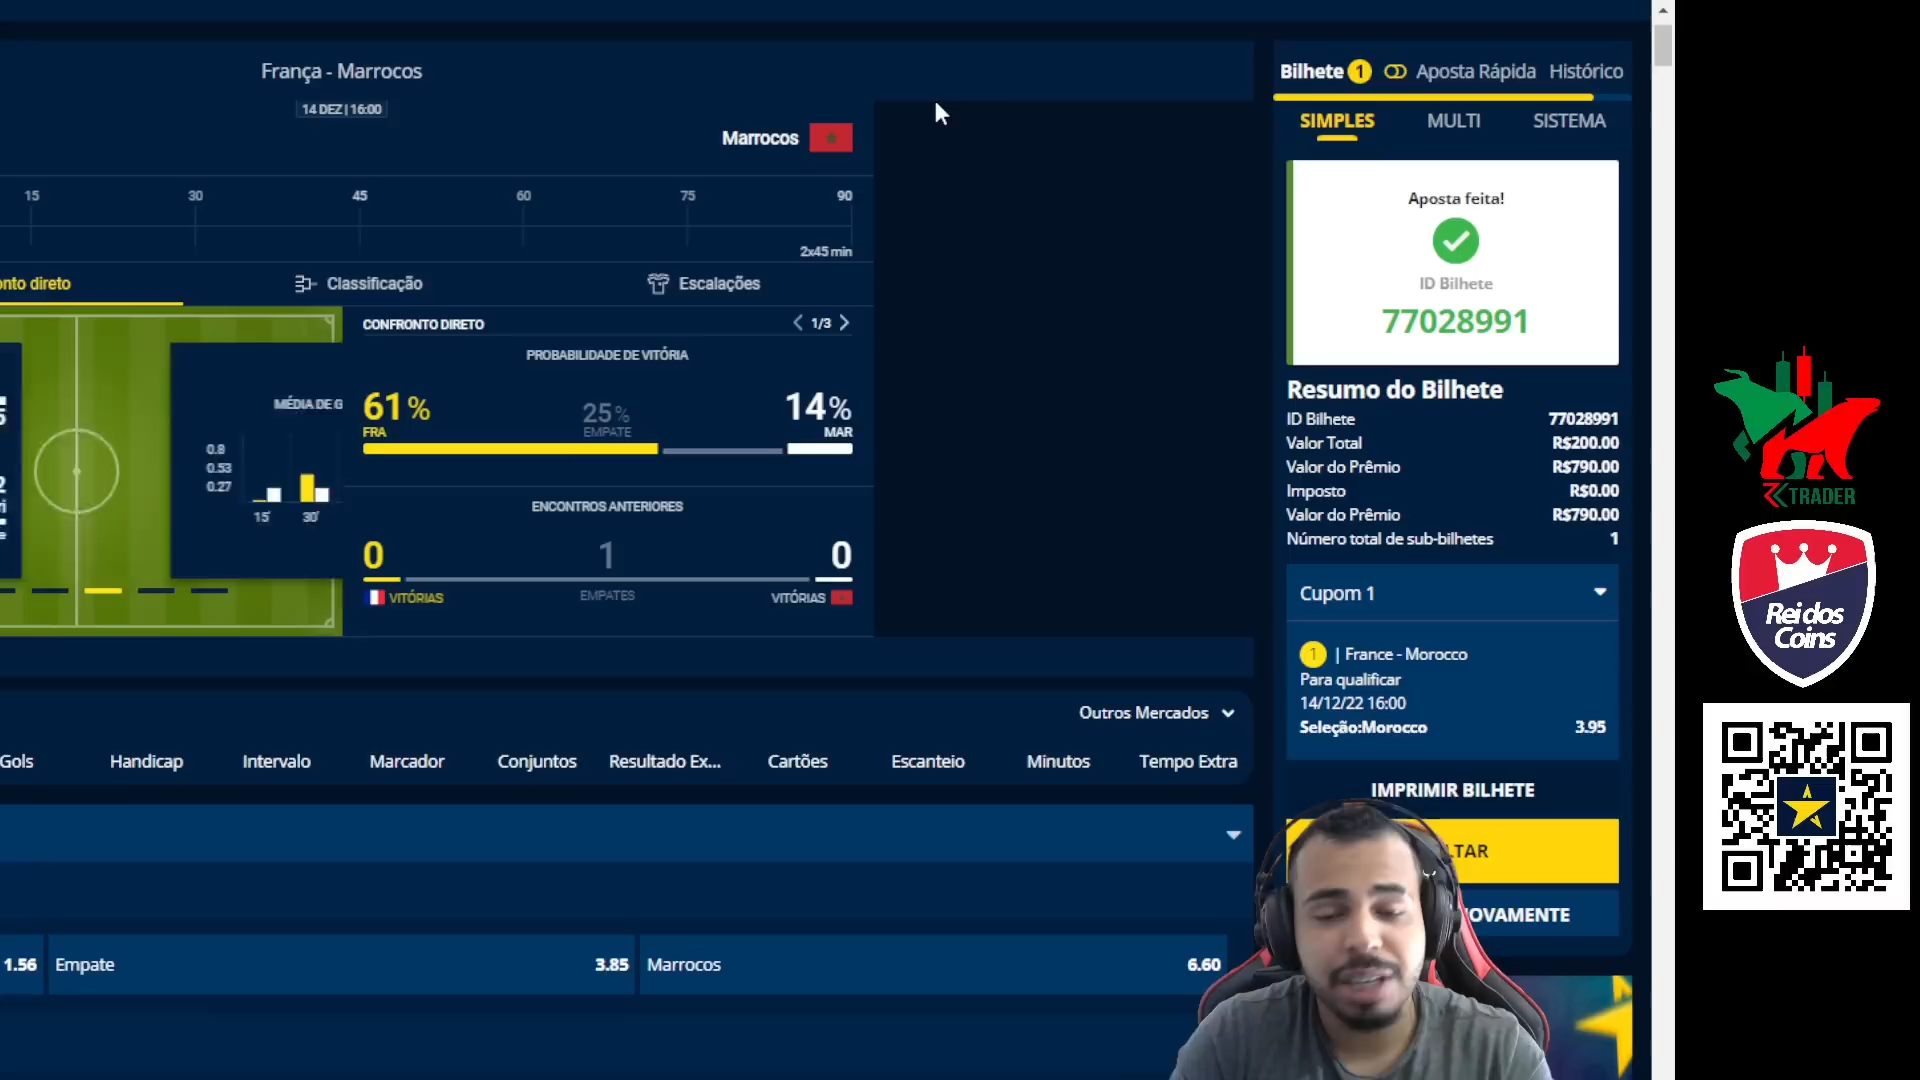 França - Marrocos
14 DEZ | 16:00
Marrocos
15 30 45 60 75 90
2x45 min
nto direto
Classificação
Escalações
CONFRONTO DIRETO
1/3
PROBABILIDADE DE VITÓRIA
61%
FRA
25%
EMPATE
14%
MAR
MÉDIA DE G
0.8
0.53
0.27
15'
30'
ENCONTROS ANTERIORES
0
1
0
VITÓRIAS
EMPATES
VITÓRIAS
Outros Mercados
Gols
Handicap
Intervalo
Marcador
Conjuntos
Resultado Ex...
Cartões
Escanteio
Minutos
Tempo Extra
1.56
Empate 3.85
Marrocos 6.60
Bilhete 1
Aposta Rápida
Histórico
SIMPLES
MULTI
SISTEMA
Aposta feita!
ID Bilhete
77028991
Resumo do Bilhete
ID Bilhete 77028991
Valor Total R$200.00
Valor do Prêmio R$790.00
Imposto R$0.00
Valor do Prêmio R$790.00
Número total de sub-bilhetes 1
Cupom 1
1 | France - Morocco
Para qualificar
14/12/22 16:00
Seleção:Morocco 3.95
IMPRIMIR BILHETE
LTAR
OVAMENTE
RK TRADER
Rei dos
Coins